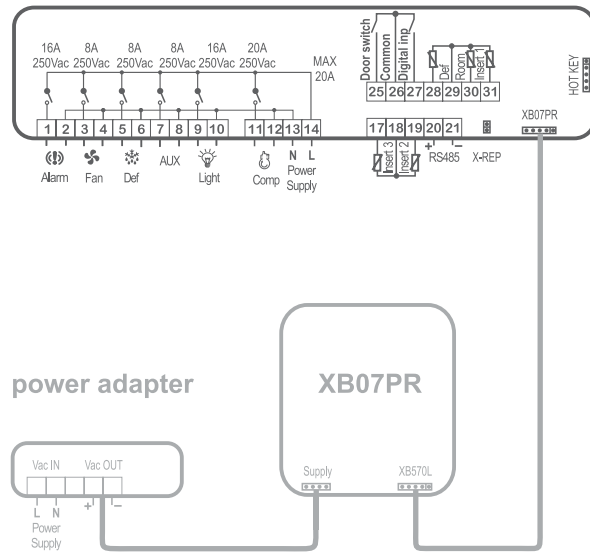 16A 8A 8A 8A 16A 20A
250Vac 250Vac 250Vac 250Vac 250Vac 250Vac
MAX
20A
Door switch
Common
Digital inp
Def
Room
Insert 1
HOT KEY
25 26 27 28 29 30 31
XB07PR
1 2 3 4 5 6 7 8 9 10 11 12 13 14
17 18 19 20 21
Alarm Fan Def AUX Light Comp
N L
Power
Supply
Insert 3
Insert 2
+ −
RS485
X-REP
power adapter
XB07PR
Vac IN Vac OUT
L N + −
Power
Supply
Supply
XB570L